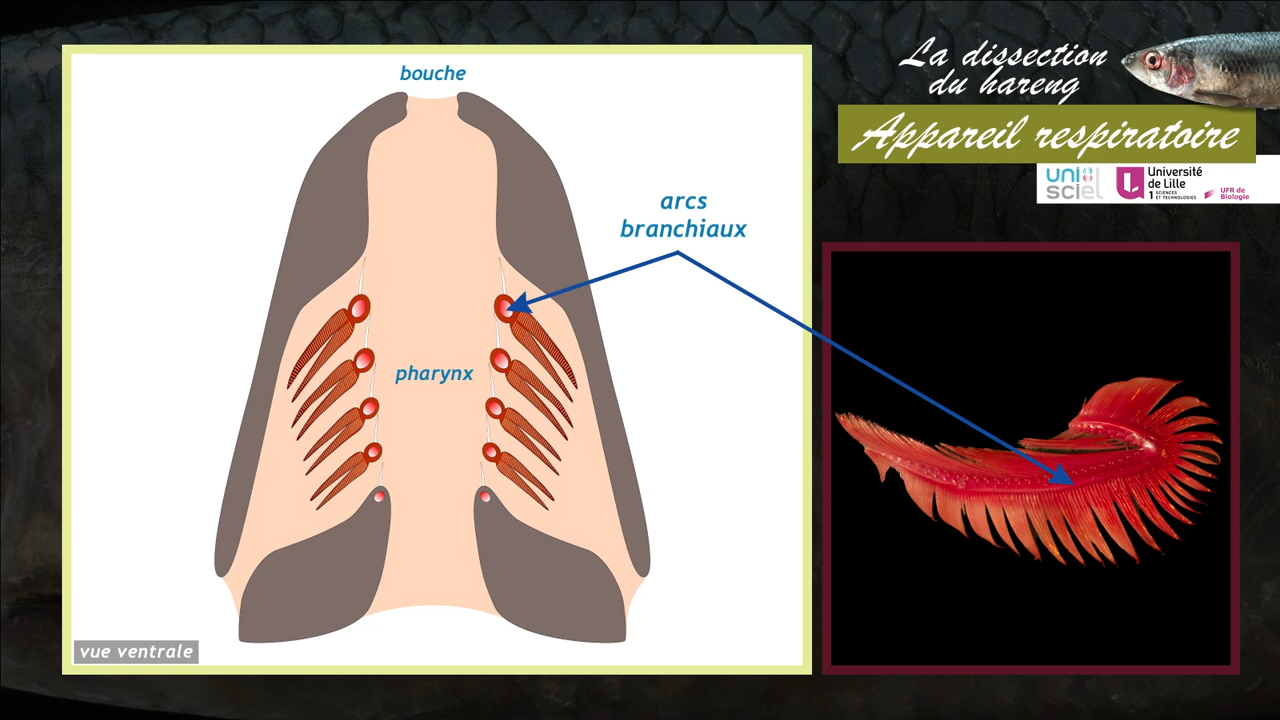 La dissection
du hareng
Appareil respiratoire
uni
sciel
Université
de Lille
1 SCIENCES
ET TECHNOLOGIES
UFR de
Biologie
bouche
arcs
branchiaux
pharynx
vue ventrale